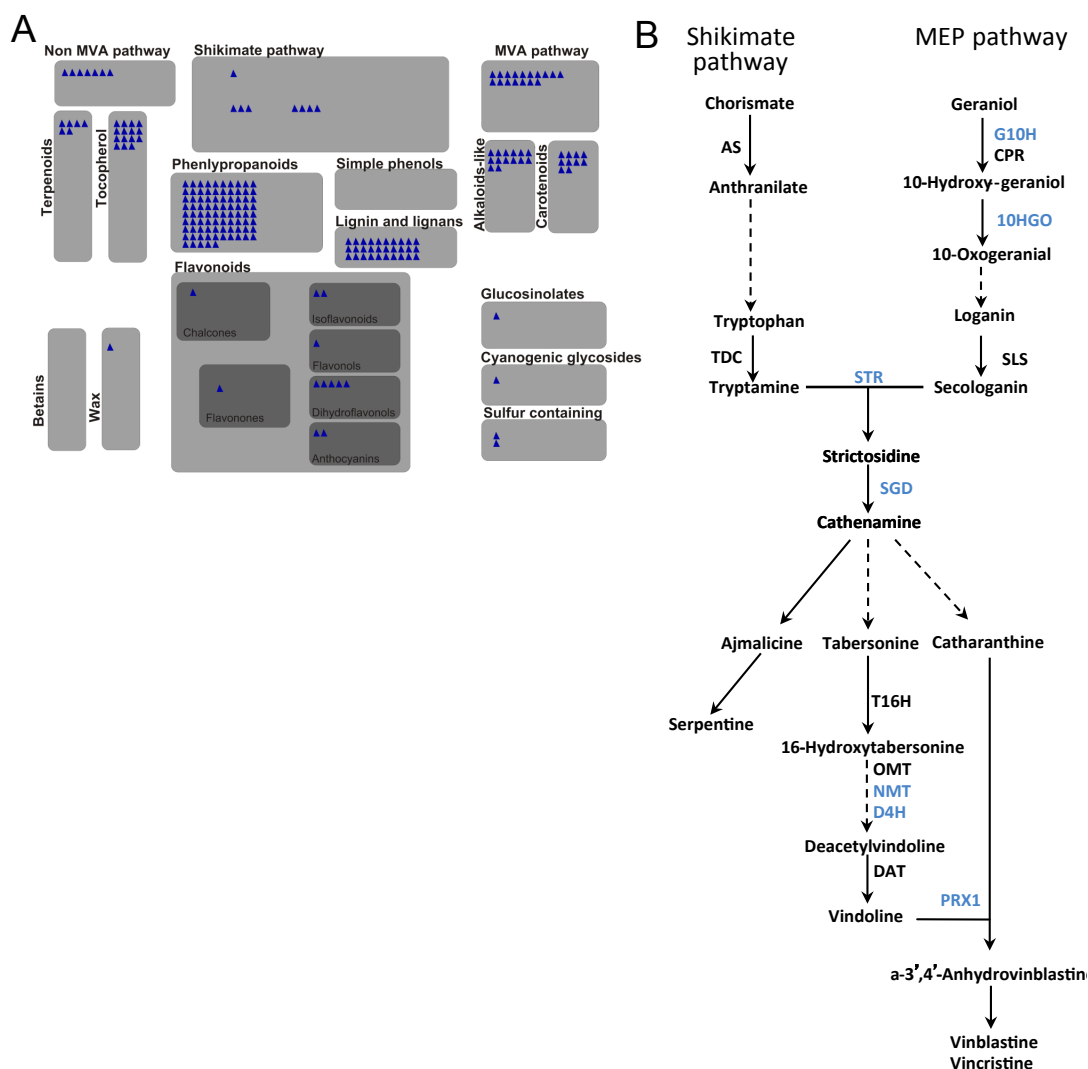 A
Non MVA pathway
Shikimate pathway
MVA pathway
Terpenoids
Tocopherol
Phenlypropanoids
Simple phenols
Lignin and lignans
Alkaloids-like
Carotenoids
Flavonoids
Chalcones
Isoflavonoids
Flavonols
Flavonones
Dihydroflavonols
Anthocyanins
Betains
Wax
Glucosinolates
Cyanogenic glycosides
Sulfur containing
B
Shikimate
pathway
MEP pathway
Chorismate
Geraniol
AS
G10H
CPR
Anthranilate
10-Hydroxy-geraniol
10HGO
10-Oxogeranial
Tryptophan
Loganin
TDC
SLS
Tryptamine
STR
Secologanin
Strictosidine
SGD
Cathenamine
Ajmalicine
Tabersonine
Catharanthine
T16H
Serpentine
16-Hydroxytabersonine
OMT
NMT
D4H
Deacetylvindoline
DAT
Vindoline
PRX1
a-3’,4’-Anhydrovinblastine
Vinblastine
Vincristine